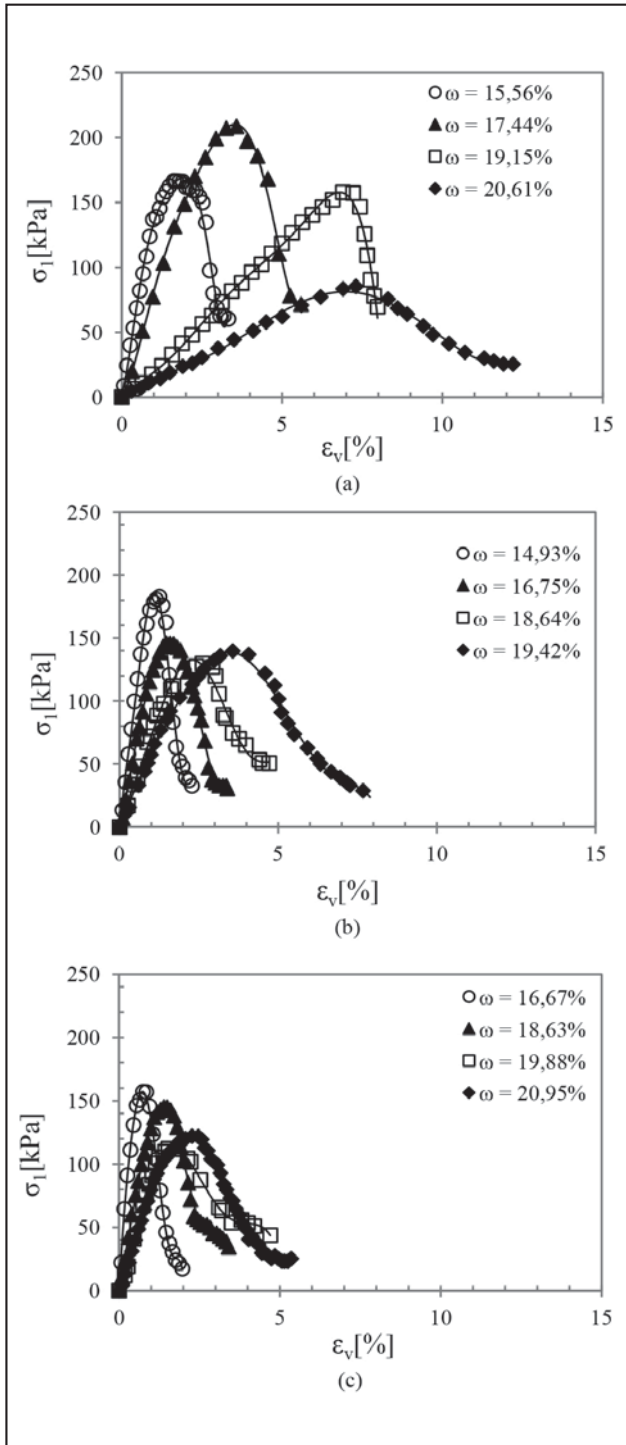 250
200
150
100
50
0
σ₁[kPa]
ω = 15,56%
ω = 17,44%
ω = 19,15%
ω = 20,61%
0 5 10 15
εᵥ[%]
(a)
250
200
150
100
50
0
σ₁[kPa]
ω = 14,93%
ω = 16,75%
ω = 18,64%
ω = 19,42%
0 5 10 15
εᵥ[%]
(b)
250
200
150
100
50
0
σ₁[kPa]
ω = 16,67%
ω = 18,63%
ω = 19,88%
ω = 20,95%
0 5 10 15
εᵥ[%]
(c)